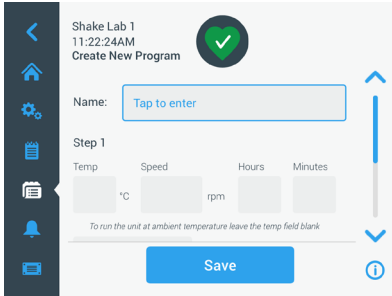 Shake Lab 1
11:22:24AM
Create New Program
Name: Tap to enter
Step 1
Temp Speed Hours Minutes
°C rpm
To run the unit at ambient temperature leave the temp field blank
Save